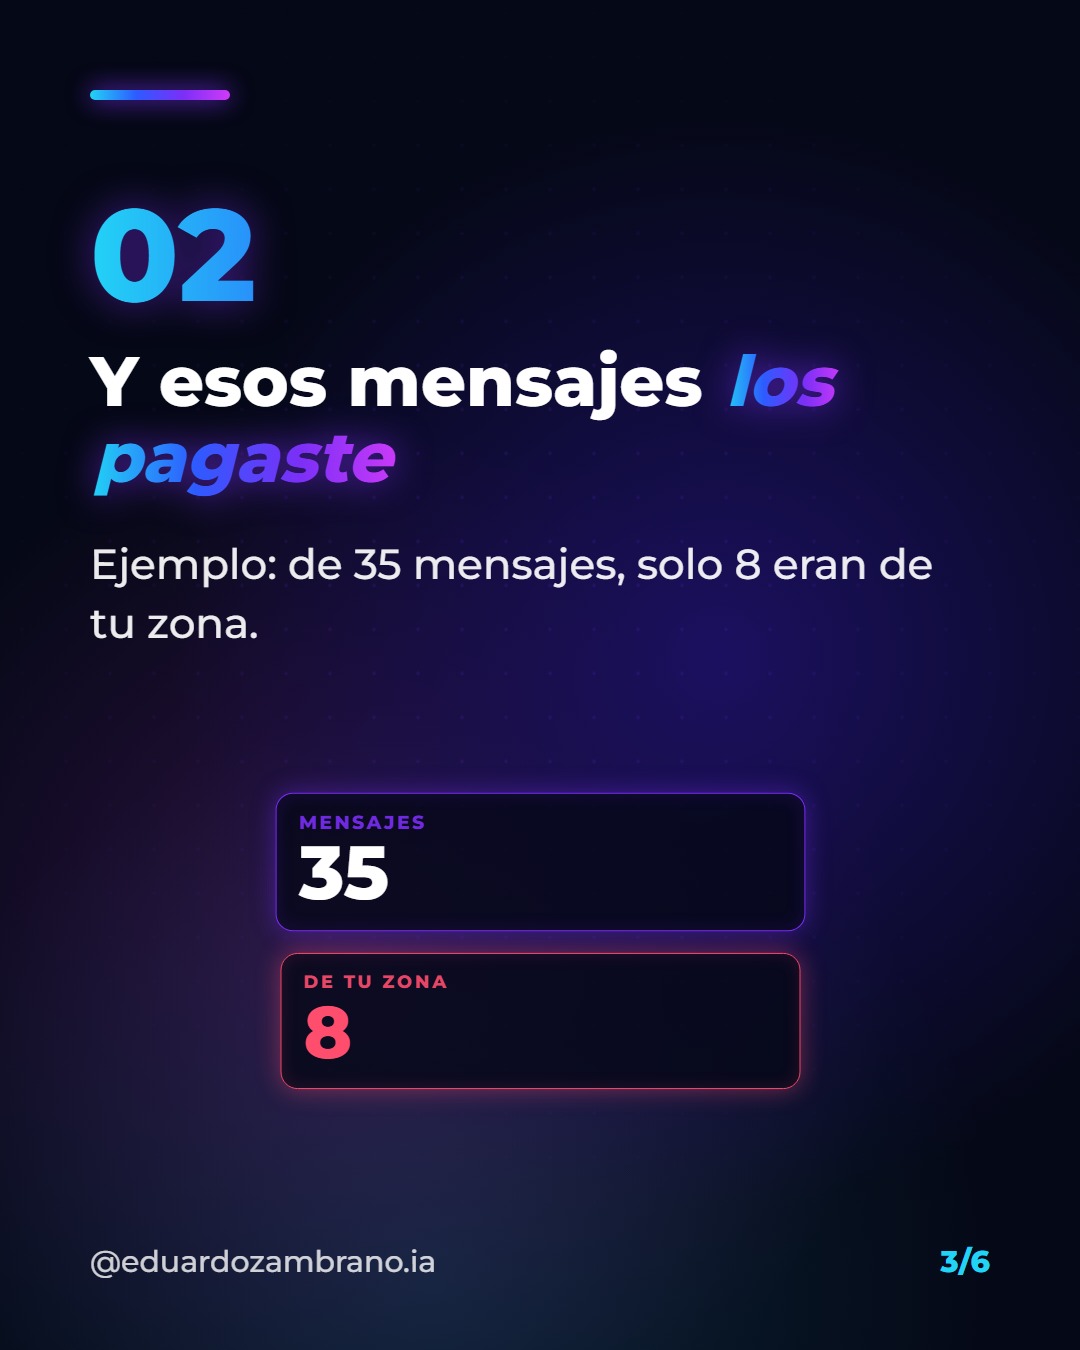 02
Y esos mensajes los
pagaste
Ejemplo: de 35 mensajes, solo 8 eran de
tu zona.
MENSAJES
35
DE TU ZONA
8
@eduardozambrano.ia
3/6